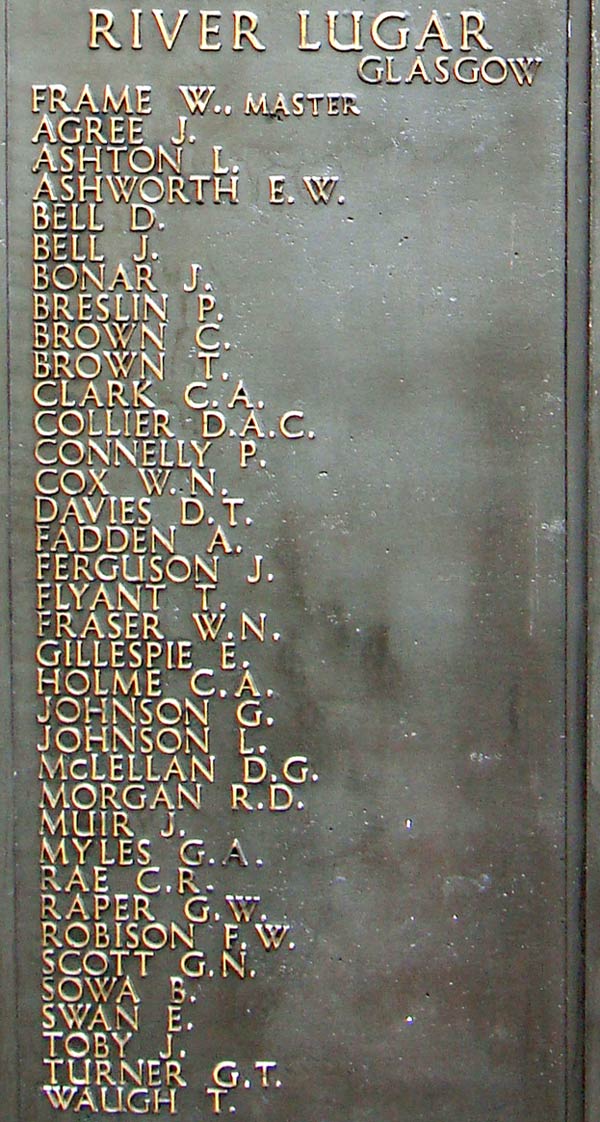 RIVER LUGAR
GLASGOW
FRAME W., MASTER
AGREE J.
ASHTON L.
ASHWORTH E.W.
BELL D.
BELL J.
BONAR J.
BRESLIN P.
BROWN C.
BROWN T.
CLARK C.A.
COLLIER D.A.C.
CONNELLY P.
COX W.N.
DAVIES D.T.
FADDEN A.
FERGUSON J.
FLYANT T.
FRASER W.N.
GILLESPIE E.
HOLME C.A.
JOHNSON G.
JOHNSON L.
McLELLAN D.G.
MORGAN R.D.
MUIR J.
MYLES G.A.
RAE C.R.
RAPER G.W.
ROBISON F.W.
SCOTT G.N.
SOWA B.
SWAN E.
TOBY J.
TURNER G.T.
WAUGH T.